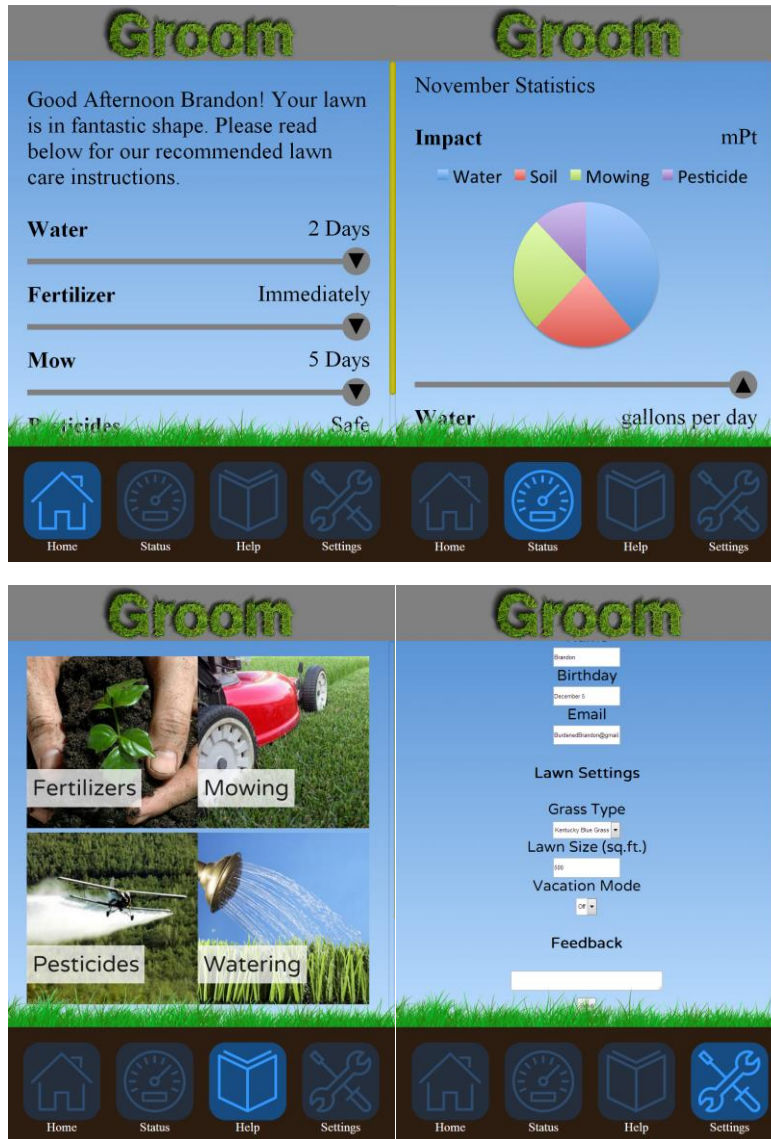 Groom
Good Afternoon Brandon! Your lawn
is in fantastic shape. Please read
below for our recommended lawn
care instructions.
Water 2 Days
Fertilizer Immediately
Mow 5 Days
Pesticides Safe
Home Status Help Settings
Groom
November Statistics
Impact mPt
Water Soil Mowing Pesticide
Water gallons per day
Home Status Help Settings
Groom
Fertilizers Mowing
Pesticides Watering
Home Status Help Settings
Groom
Brandon
Birthday
December 5
Email
Lawn Settings
Grass Type
Kentucky Blue Grass
Lawn Size (sq.ft.)
500
Vacation Mode
Off
Feedback
Home Status Help Settings